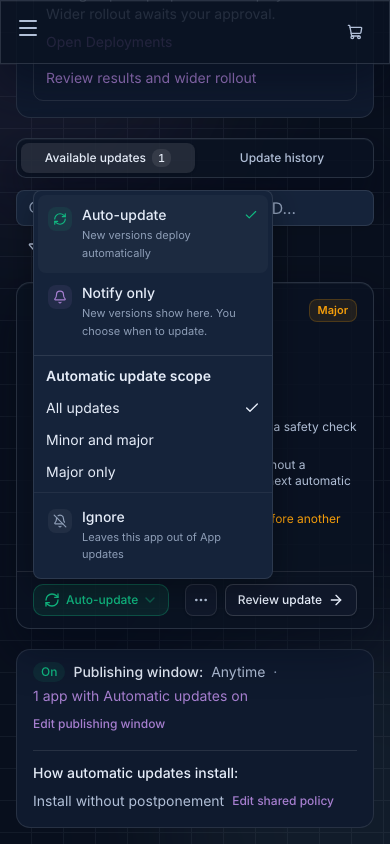 Wider rollout awaits your approval.
Open Deployments
Review results and wider rollout
Available updates 1
Update history
D...
Auto-update
New versions deploy
automatically
Notify only
New versions show here. You
choose when to update.
Automatic update scope
All updates
Minor and major
Major only
Ignore
Leaves this app out of App
updates
Major
a safety check
out a
ext automatic
fore another
Auto-update
...
Review update
On Publishing window: Anytime ·
1 app with Automatic updates on
Edit publishing window
How automatic updates install:
Install without postponement Edit shared policy